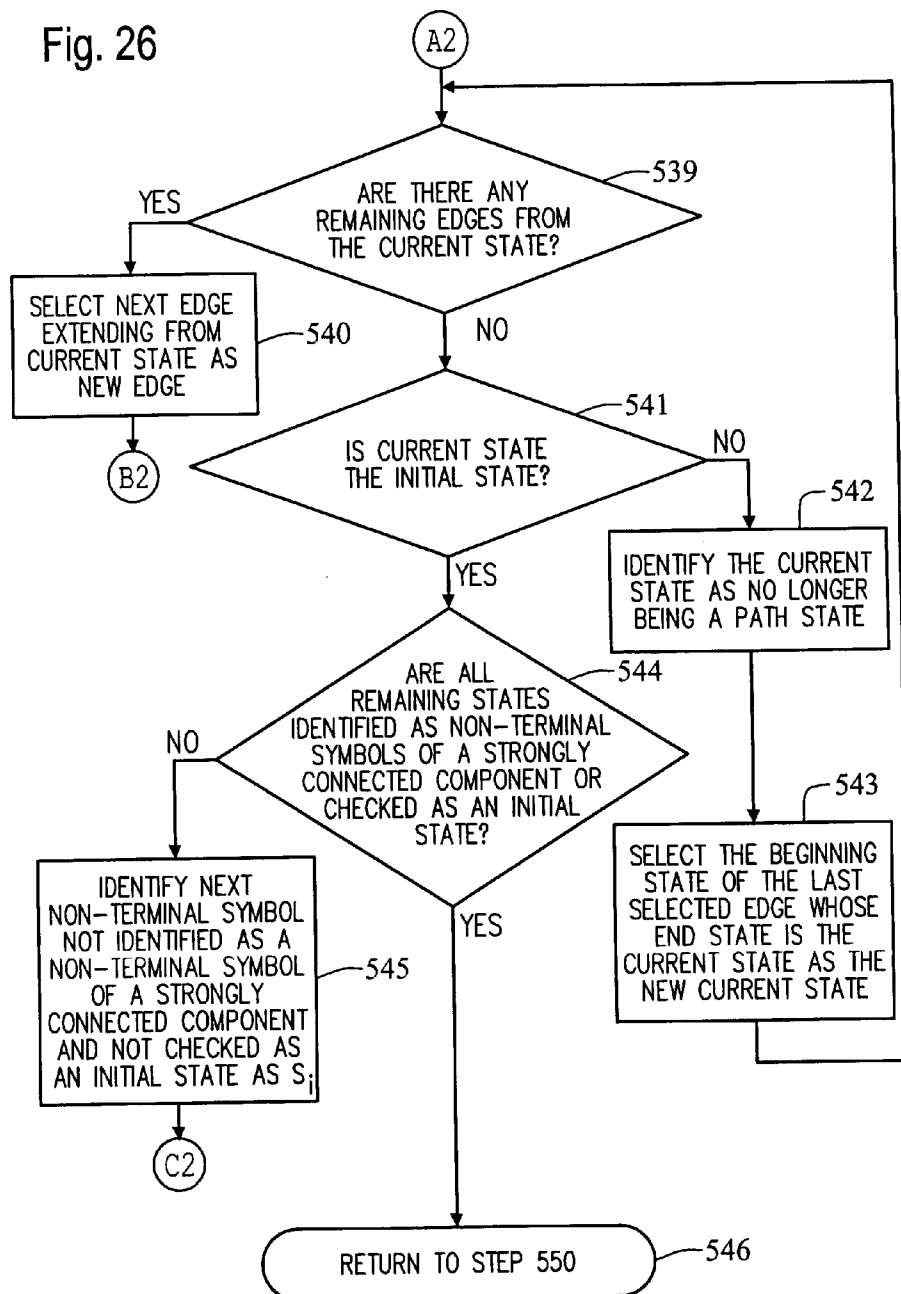 Fig. 26
A2
539
ARE THERE ANY
REMAINING EDGES FROM
THE CURRENT STATE?
YES
NO
SELECT NEXT EDGE
EXTENDING FROM
CURRENT STATE AS
NEW EDGE
540
B2
541
IS CURRENT STATE
THE INITIAL STATE?
NO
YES
542
IDENTIFY THE CURRENT
STATE AS NO LONGER
BEING A PATH STATE
544
ARE ALL
REMAINING STATES
IDENTIFIED AS NON-TERMINAL
SYMBOLS OF A STRONGLY
CONNECTED COMPONENT OR
CHECKED AS AN INITIAL
STATE?
NO
YES
543
SELECT THE BEGINNING
STATE OF THE LAST
SELECTED EDGE WHOSE
END STATE IS THE
CURRENT STATE AS THE
NEW CURRENT STATE
IDENTIFY NEXT
NON-TERMINAL SYMBOL
NOT IDENTIFIED AS A
NON-TERMINAL SYMBOL
OF A STRONGLY
CONNECTED COMPONENT
AND NOT CHECKED AS
AN INITIAL STATE AS Si
545
C2
RETURN TO STEP 550
546